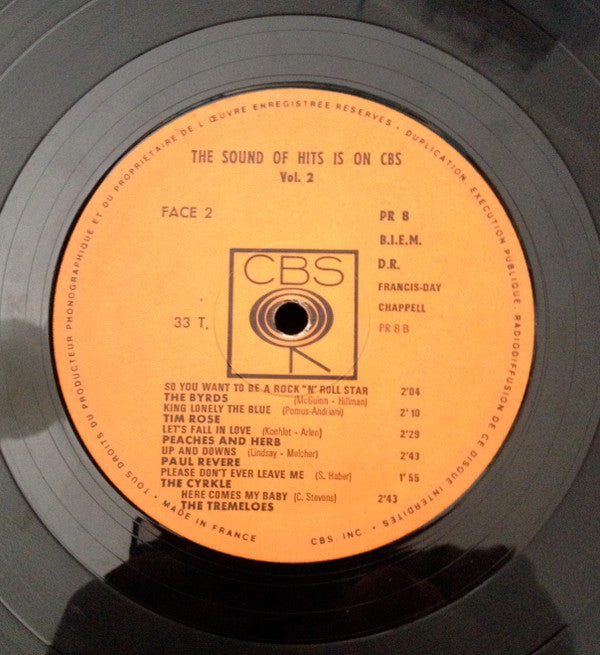 TOUS DROITS DU PRODUCTEUR PHONOGRAPHIQUE ET DU PROPRIETAIRE DE L'ŒUVRE ENREGISTREE RESERVES - DUPLICATION, EXECUTION PUBLIQUE, RADIODIFFUSION DE CE DISQUE INTERDITES. • CBS. INC. • MADE IN FRANCE •
THE SOUND OF HITS IS ON CBS
Vol. 2
FACE 2
PR 8
B.I.E.M.
D.R.
FRANCIS-DAY
CHAPPELL
PR 8 B
CBS
33 T.
SO YOU WANT TO BE A ROCK "N' ROLL STAR 2'04
THE BYRDS (McGuinn - Hillman)
KING LONELY THE BLUE (Pomus-Andriani) 2'10
TIM ROSE
LET'S FALL IN LOVE (Koehler - Arlen) 2'29
PEACHES AND HERB
UP AND DOWNS (Lindsay - Melcher) 2'43
PAUL REVERE
PLEASE DON'T EVER LEAVE ME (S. Haber) 1'55
THE CYRKLE
HERE COMES MY BABY (C. Stevens) 2'43
THE TREMELOES